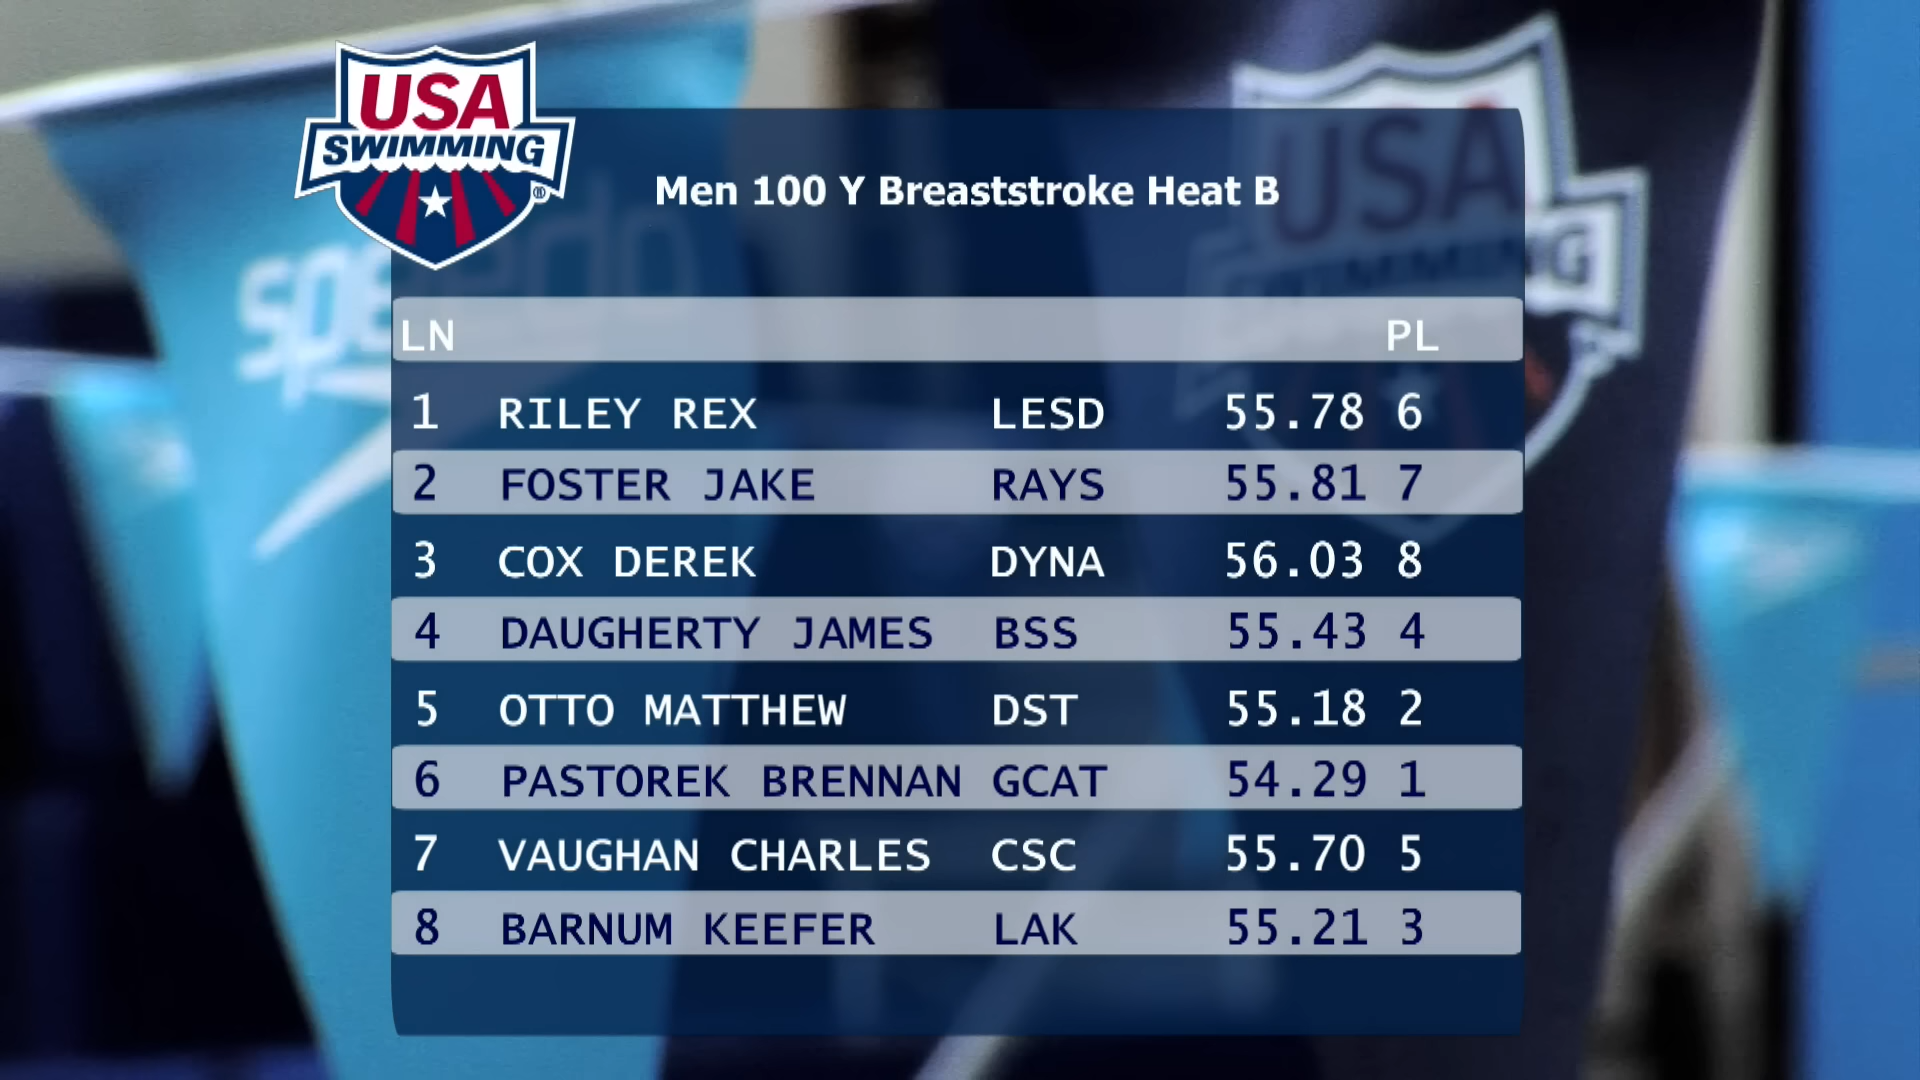 USA
SWIMMING
®
speedo
USA
SWIMMING
Men 100 Y Breaststroke Heat B
LN PL
1 RILEY REX LESD 55.78 6
2 FOSTER JAKE RAYS 55.81 7
3 COX DEREK DYNA 56.03 8
4 DAUGHERTY JAMES BSS 55.43 4
5 OTTO MATTHEW DST 55.18 2
6 PASTOREK BRENNAN GCAT 54.29 1
7 VAUGHAN CHARLES CSC 55.70 5
8 BARNUM KEEFER LAK 55.21 3